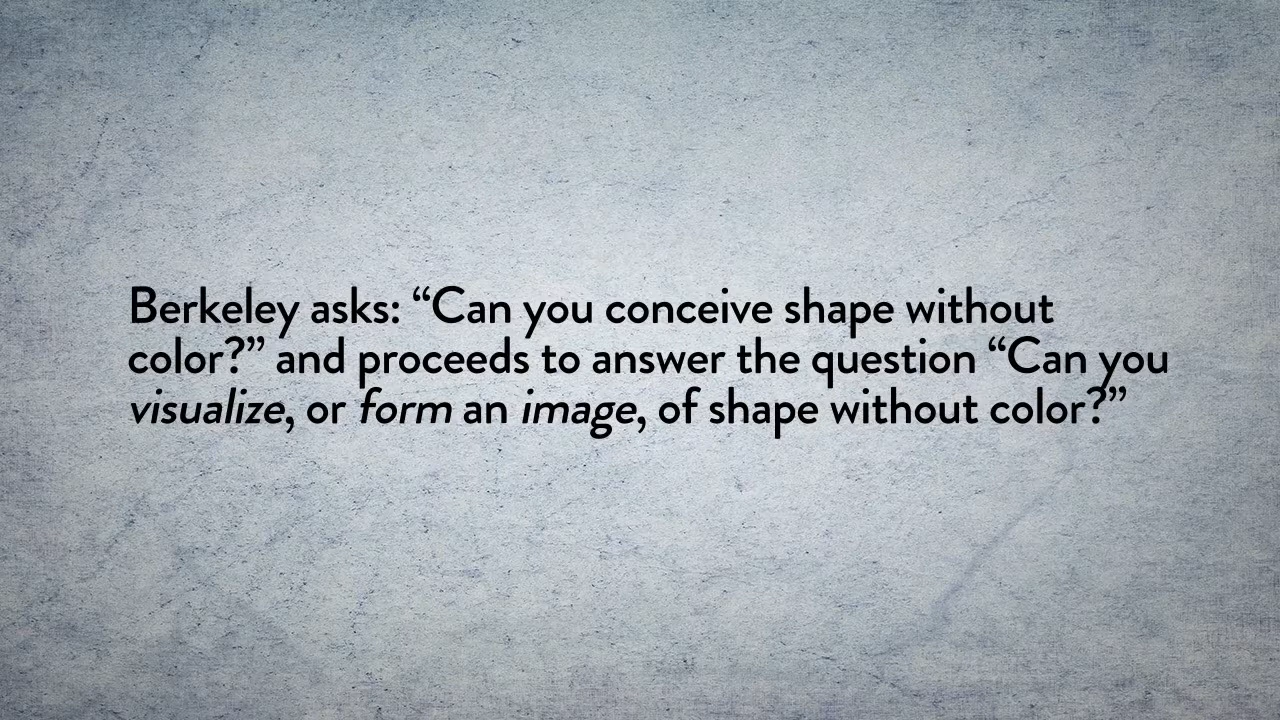 Berkeley asks: “Can you conceive shape without
color?” and proceeds to answer the question “Can you
visualize, or form an image, of shape without color?”